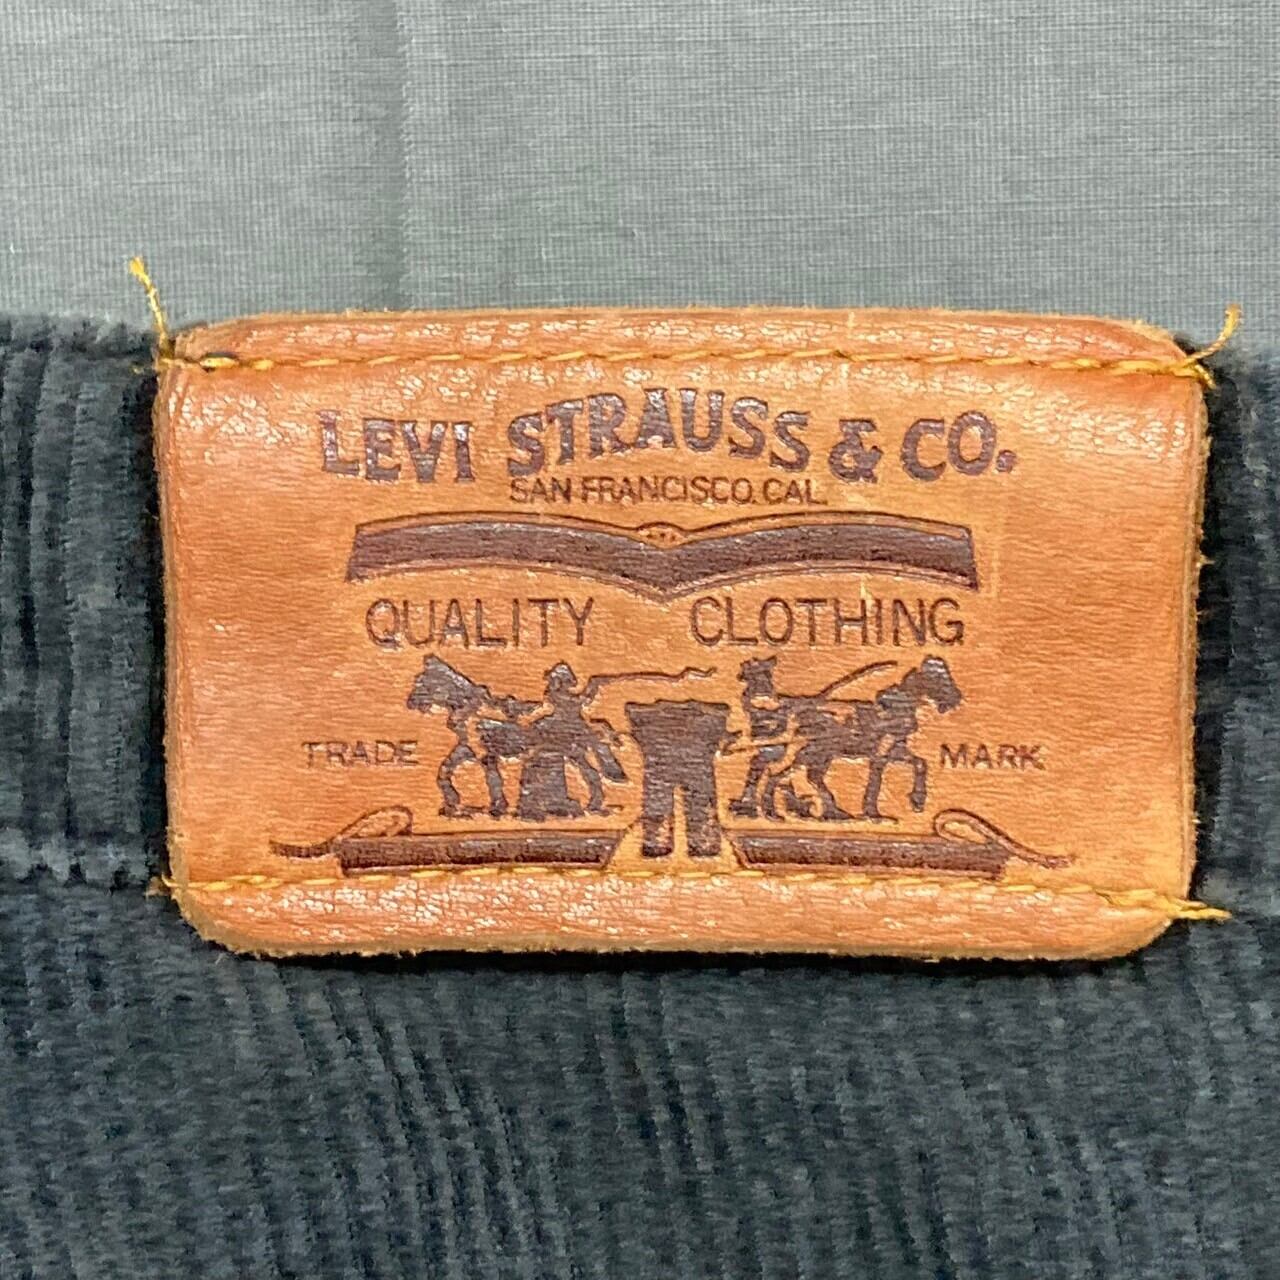 LEVI STRAUSS & CO.
SAN FRANCISCO, CAL.
QUALITY CLOTHING
TRADE MARK